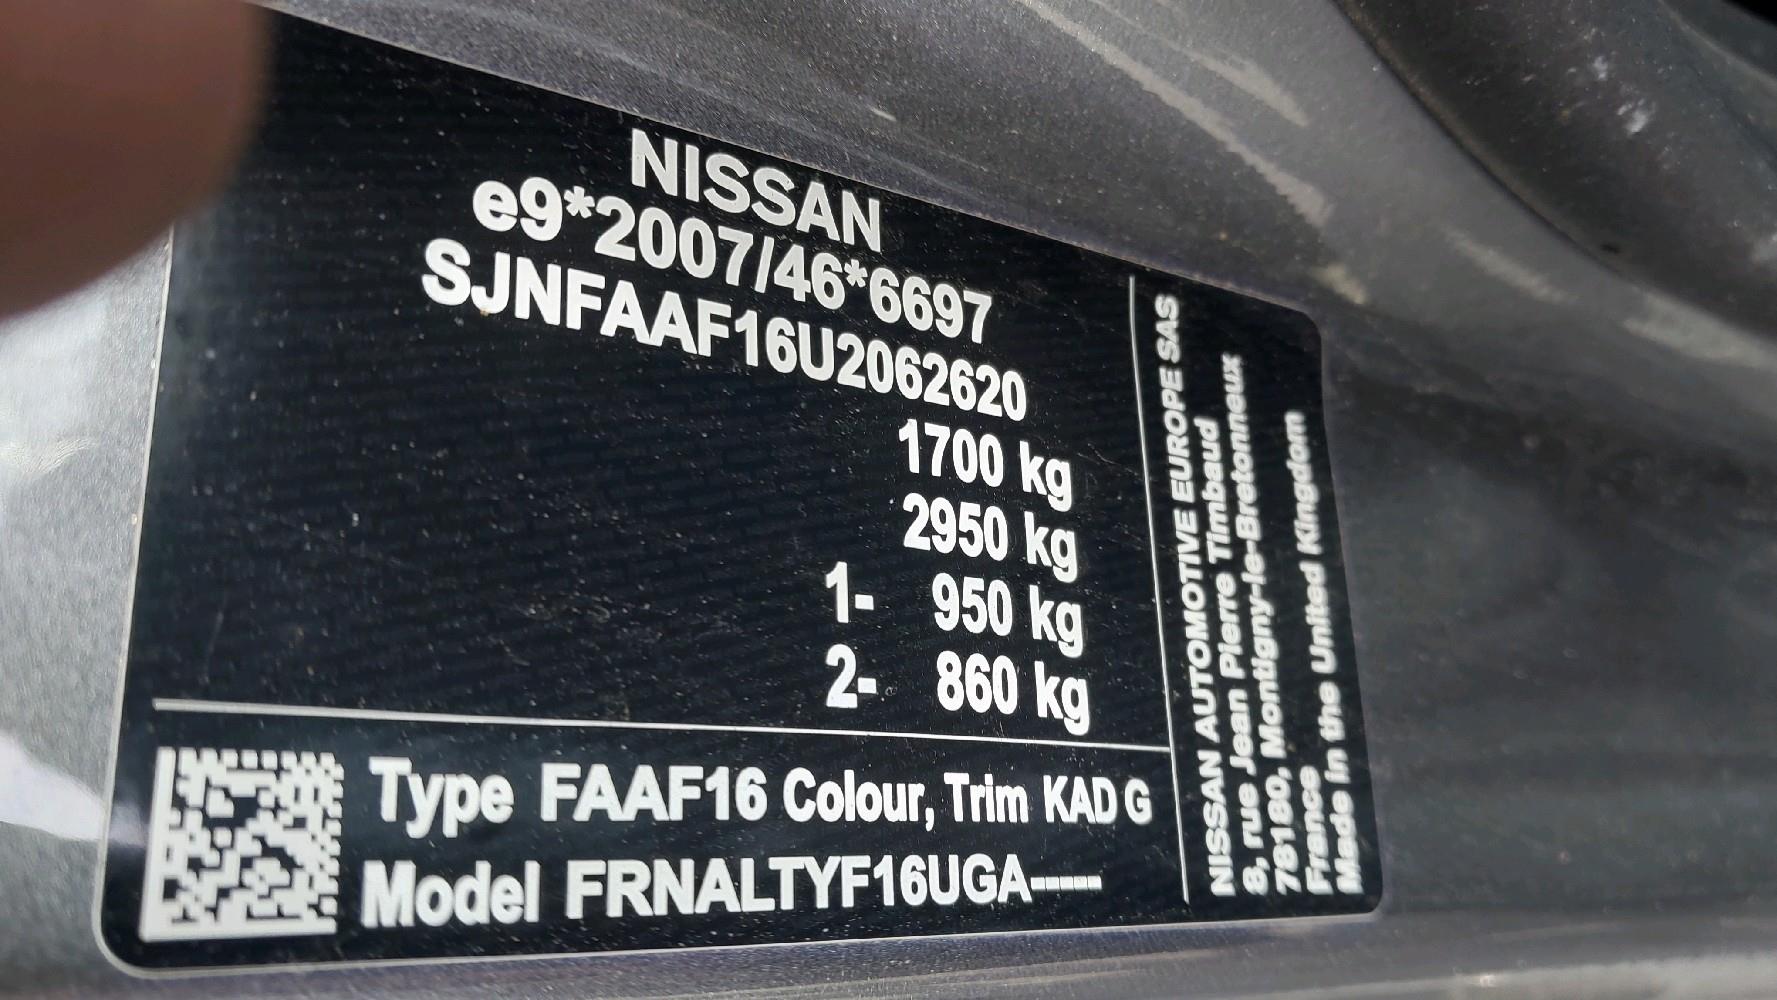 NISSAN
e9*2007/46*6697
SJNFAAF16U2062620
1700 kg
2950 kg
1- 950 kg
2- 860 kg
Type FAAF16 Colour, Trim KAD G
Model FRNALTYF16UGA-----
NISSAN AUTOMOTIVE EUROPE SAS
8, rue Jean Pierre Timbaud
78180, Montigny-le-Bretonneux
France
Made in the United Kingdom